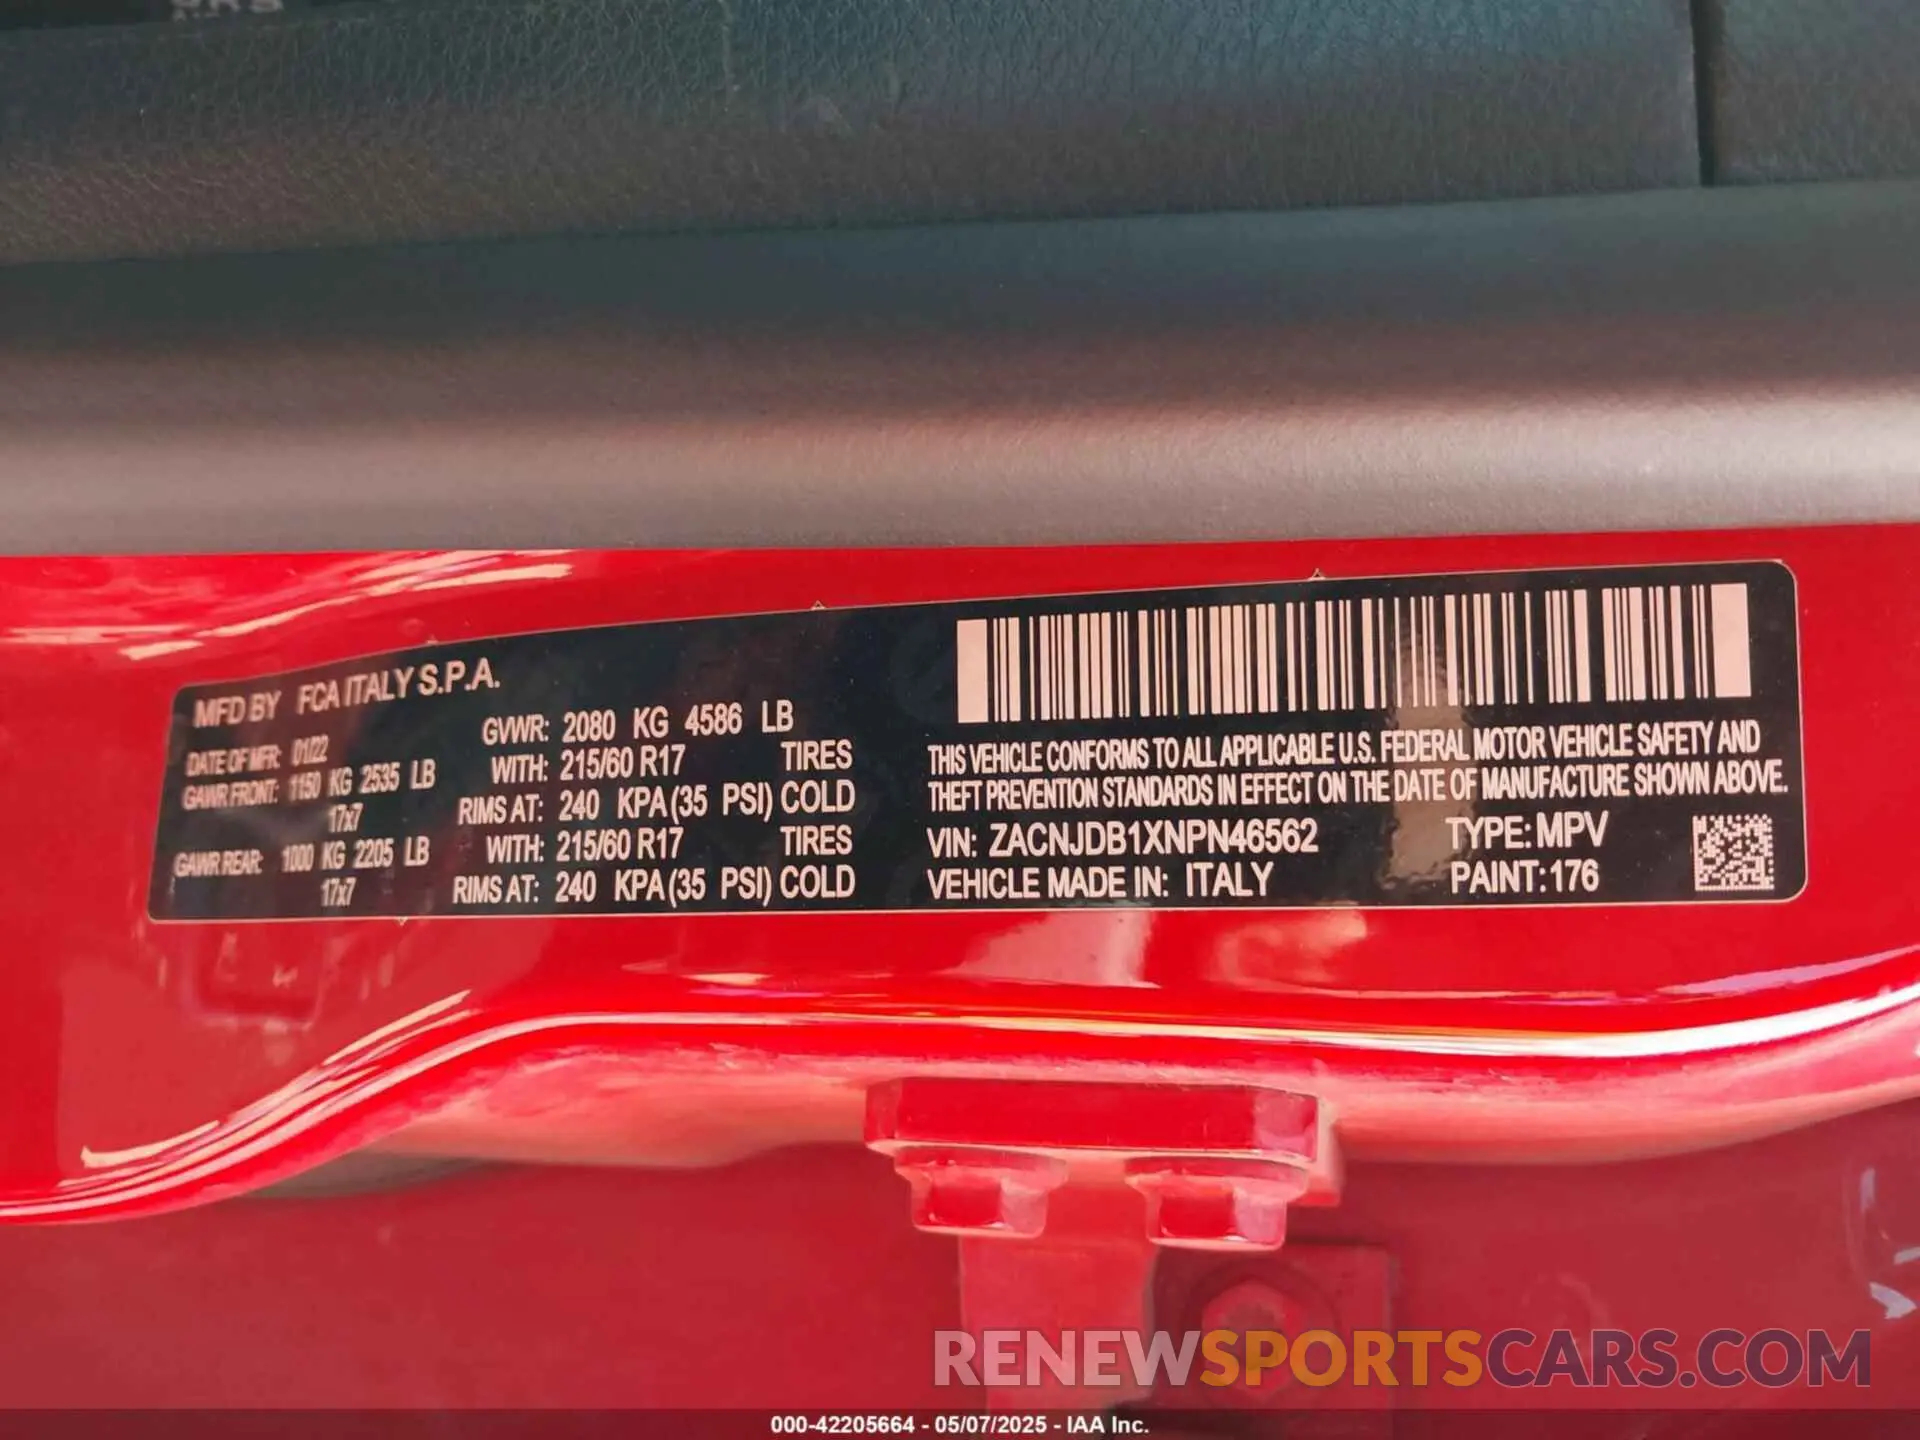 MFD BY FCA ITALY S.P.A.
DATE OF MFR: 01/22
GVWR: 2080 KG 4586 LB
GAWR FRONT: 1150 KG 2535 LB
WITH: 215/60 R17 TIRES
17x7
RIMS AT: 240 KPA(35 PSI) COLD
GAWR REAR: 1000 KG 2205 LB
WITH: 215/60 R17 TIRES
17x7
RIMS AT: 240 KPA(35 PSI) COLD
THIS VEHICLE CONFORMS TO ALL APPLICABLE U.S. FEDERAL MOTOR VEHICLE SAFETY AND
THEFT PREVENTION STANDARDS IN EFFECT ON THE DATE OF MANUFACTURE SHOWN ABOVE.
VIN: ZACNJDB1XNPN46562 TYPE: MPV
VEHICLE MADE IN: ITALY PAINT: 176
RENEWSPORTSCARS.COM
000-42205664 - 05/07/2025 - IAA Inc.